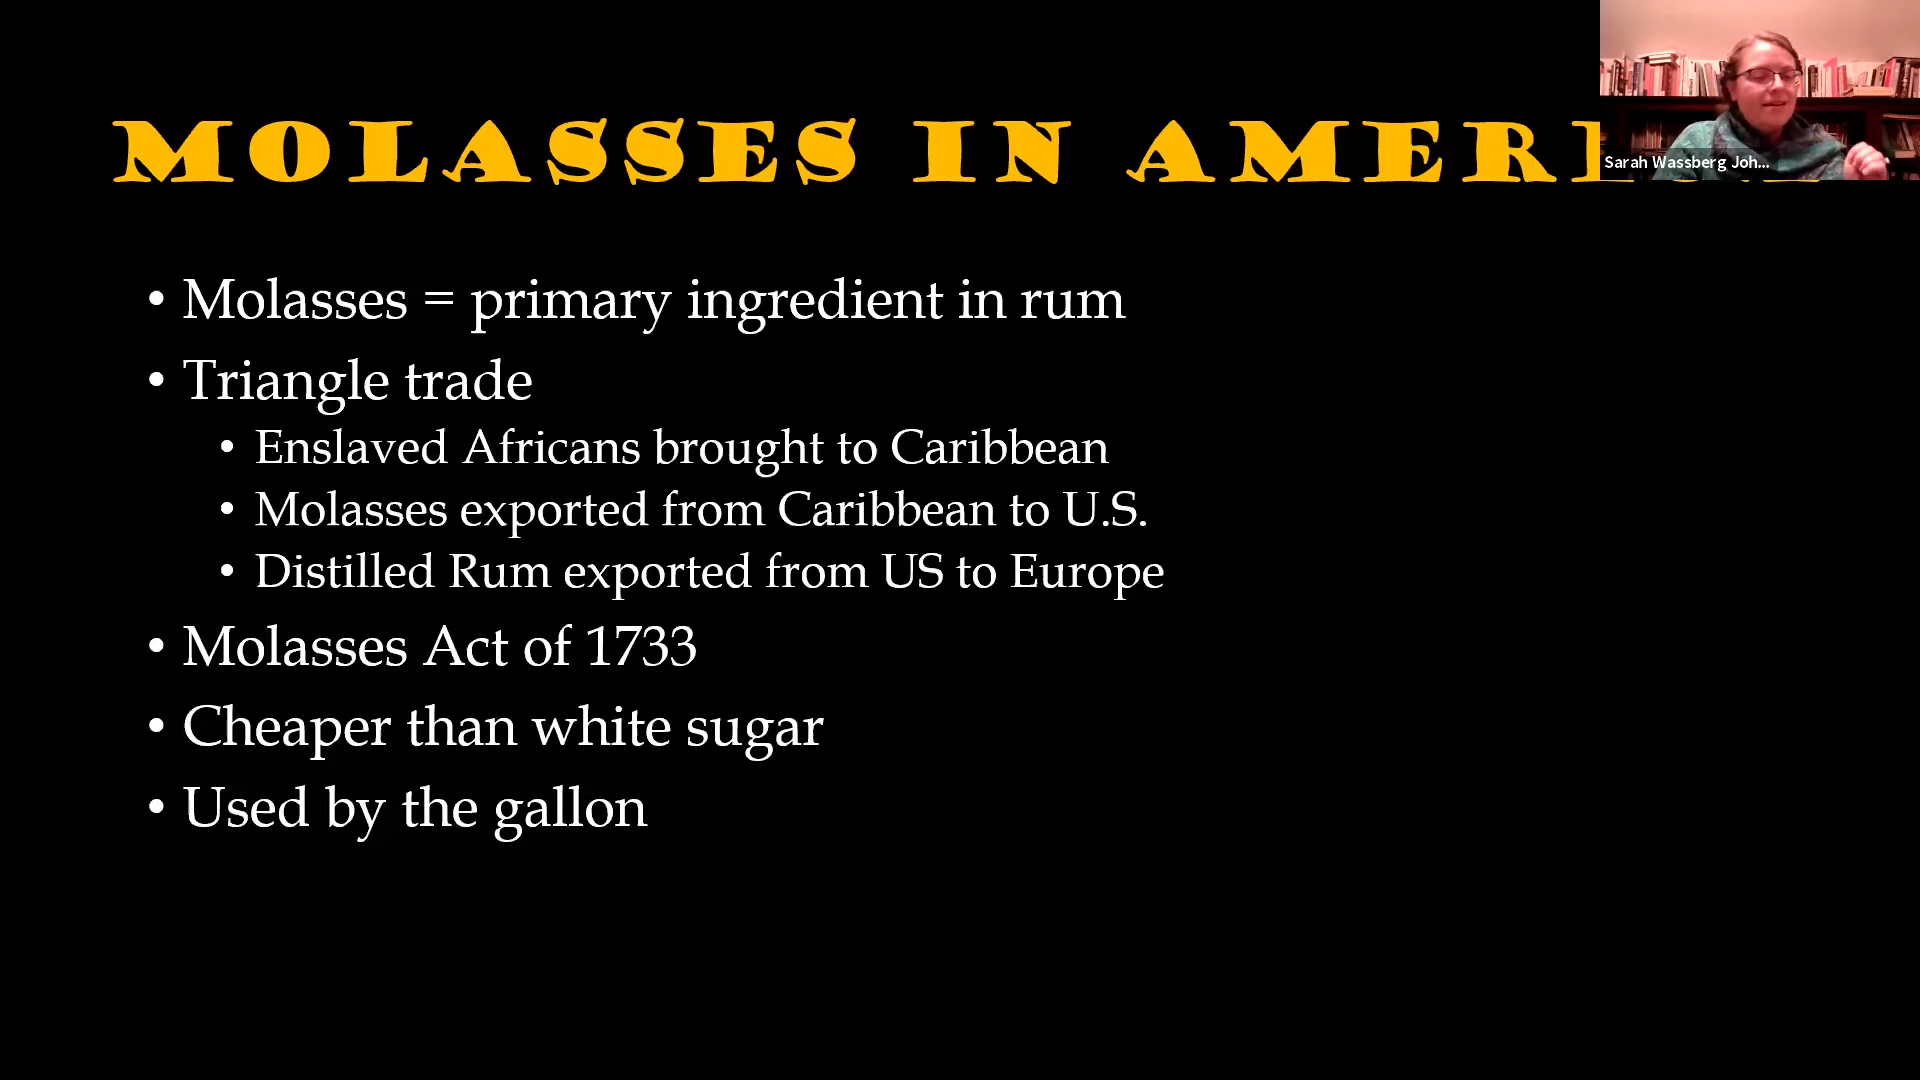 MOLASSES IN AMERI
Sarah Wassberg Joh...
• Molasses = primary ingredient in rum
• Triangle trade
• Enslaved Africans brought to Caribbean
• Molasses exported from Caribbean to U.S.
• Distilled Rum exported from US to Europe
• Molasses Act of 1733
• Cheaper than white sugar
• Used by the gallon